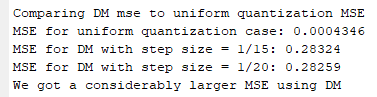 Comparing DM mse to uniform quantization MSE
MSE for uniform quantization case: 0.0004346
MSE for DM with step size = 1/15: 0.28324
MSE for DM with step size = 1/20: 0.28259
We got a considerably larger MSE using DM